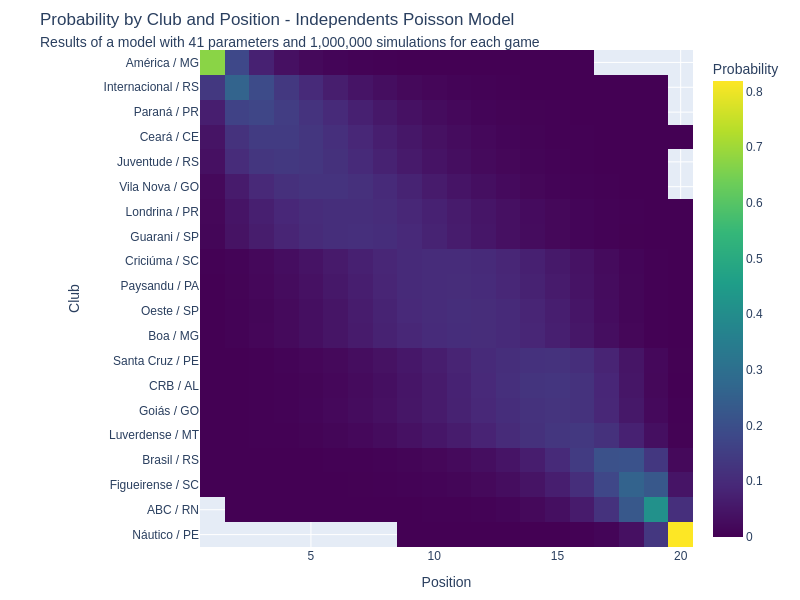 Probability by Club and Position - Independents Poisson Model
Results of a model with 41 parameters and 1,000,000 simulations for each game
América / MG
Internacional / RS
Paraná / PR
Ceará / CE
Juventude / RS
Vila Nova / GO
Londrina / PR
Guarani / SP
Criciúma / SC
Paysandu / PA
Oeste / SP
Boa / MG
Santa Cruz / PE
CRB / AL
Goiás / GO
Luverdense / MT
Brasil / RS
Figueirense / SC
ABC / RN
Náutico / PE
Club
5
10
15
20
Position
Probability
0.8
0.7
0.6
0.5
0.4
0.3
0.2
0.1
0